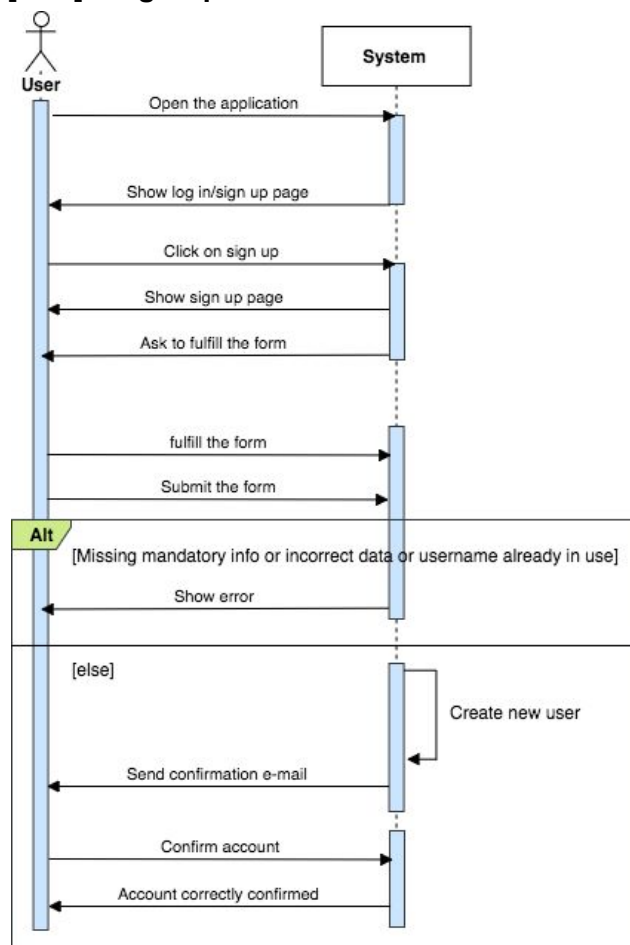 System
User
Open the application
Show log in/sign up page
Click on sign up
Show sign up page
Ask to fulfill the form
fulfill the form
Submit the form
Alt
[Missing mandatory info or incorrect data or username already in use]
Show error
[else]
Create new user
Send confirmation e-mail
Confirm account
Account correctly confirmed